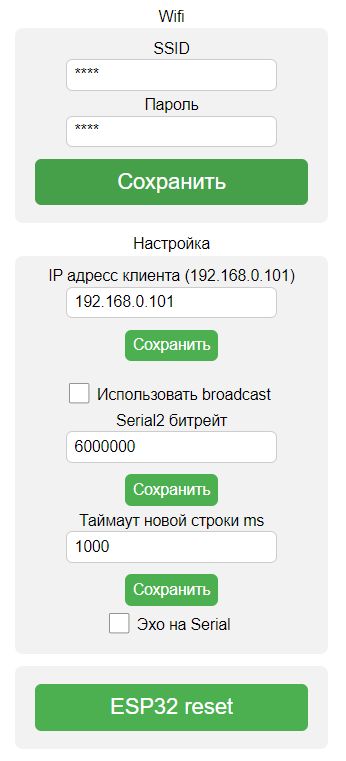 Wifi
SSID
****
Пароль
****
Сохранить
Настройка
IP адресс клиента (192.168.0.101)
192.168.0.101
Сохранить
Использовать broadcast
Serial2 битрейт
6000000
Сохранить
Таймаут новой строки ms
1000
Сохранить
Эхо на Serial
ESP32 reset